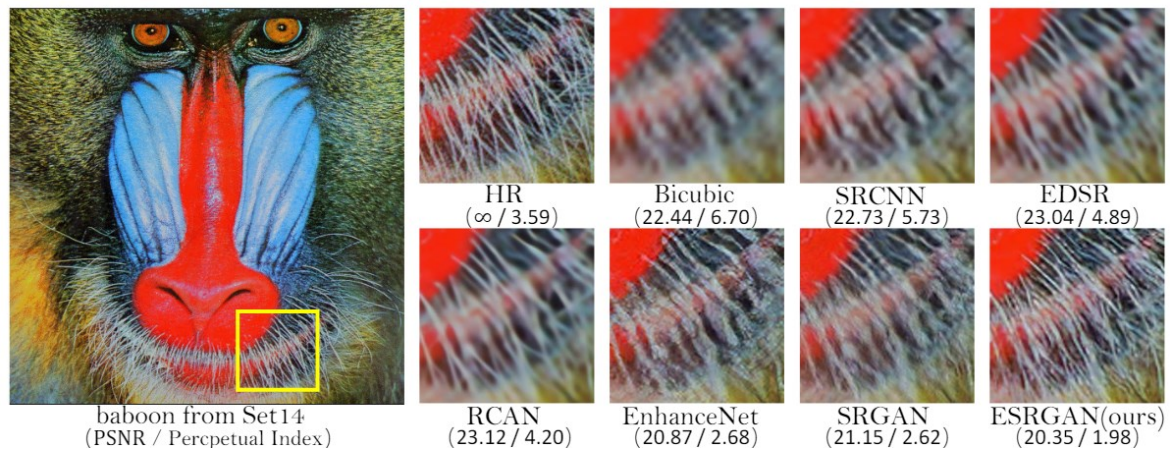 HR
(∞ / 3.59)
Bicubic
(22.44 / 6.70)
SRCNN
(22.73 / 5.73)
EDSR
(23.04 / 4.89)
baboon from Set14
(PSNR / Percpetual Index)
RCAN
(23.12 / 4.20)
EnhanceNet
(20.87 / 2.68)
SRGAN
(21.15 / 2.62)
ESRGAN(ours)
(20.35 / 1.98)